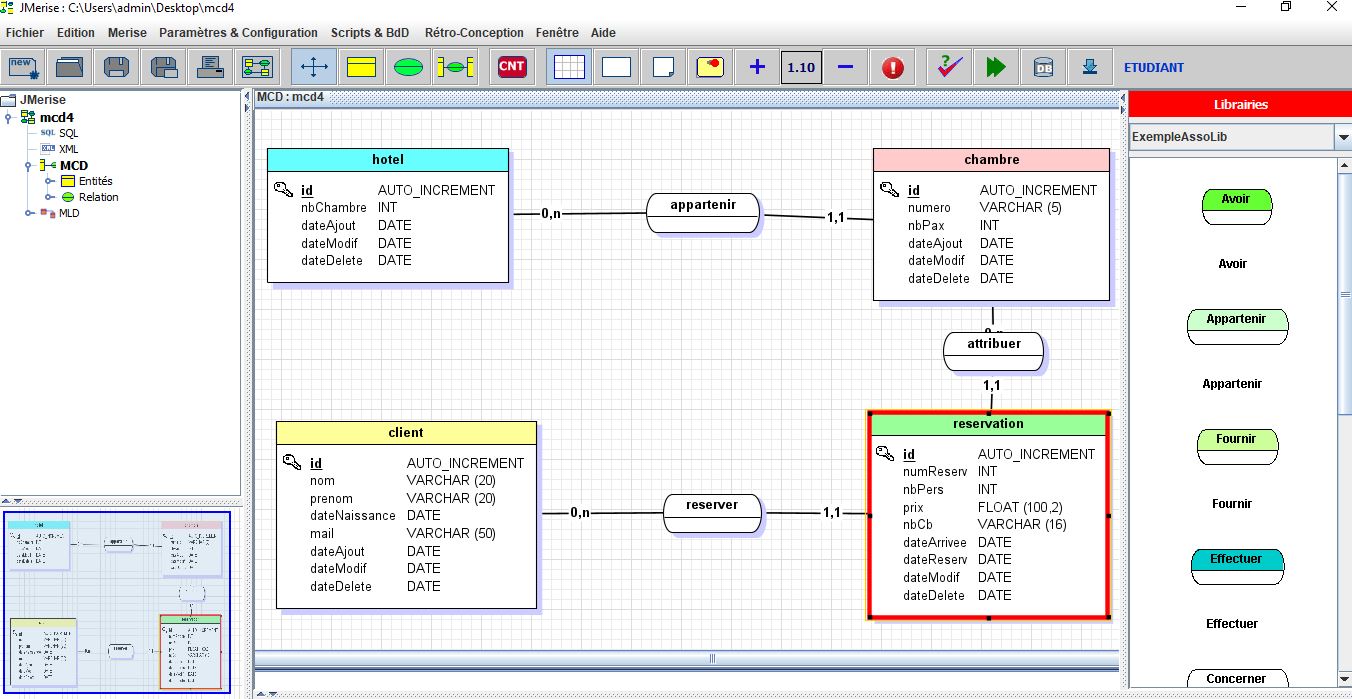 JMerise : C:\Users\admin\Desktop\mcd4
Fichier Edition Merise Paramètres & Configuration Scripts & BdD Rétro-Conception Fenêtre Aide
new CNT 1.10 DB ETUDIANT
JMerise
mcd4
SQL SQL
XML
MCD
Entités
Relation
MLD
MCD : mcd4
hotel
id AUTO_INCREMENT
nbChambre INT
dateAjout DATE
dateModif DATE
dateDelete DATE
0,n
appartenir
1,1
chambre
id AUTO_INCREMENT
numero VARCHAR (5)
nbPax INT
dateAjout DATE
dateModif DATE
dateDelete DATE
attribuer
1,1
client
id AUTO_INCREMENT
nom VARCHAR (20)
prenom VARCHAR (20)
dateNaissance DATE
mail VARCHAR (50)
dateAjout DATE
dateModif DATE
dateDelete DATE
0,n
reserver
1,1
reservation
id AUTO_INCREMENT
numReserv INT
nbPers INT
prix FLOAT (100,2)
nbCb VARCHAR (16)
dateArrivee DATE
dateReserv DATE
dateModif DATE
dateDelete DATE
Librairies
ExempleAssoLib
Avoir
Avoir
Appartenir
Appartenir
Fournir
Fournir
Effectuer
Effectuer
Concerner